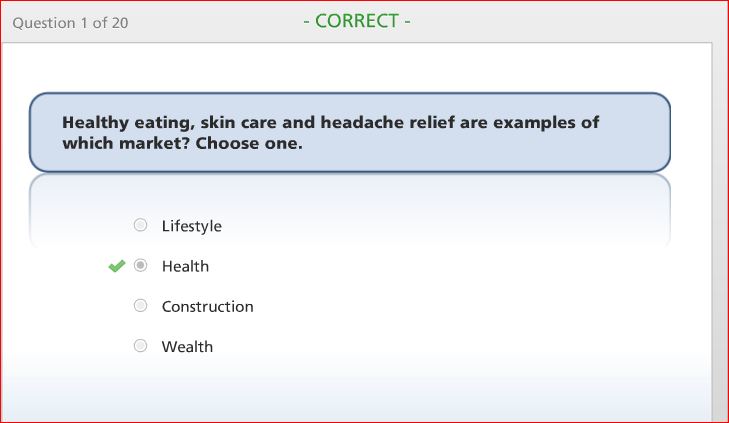 Question 1 of 20
- CORRECT -
Healthy eating, skin care and headache relief are examples of
which market? Choose one.
Lifestyle
Health
Construction
Wealth